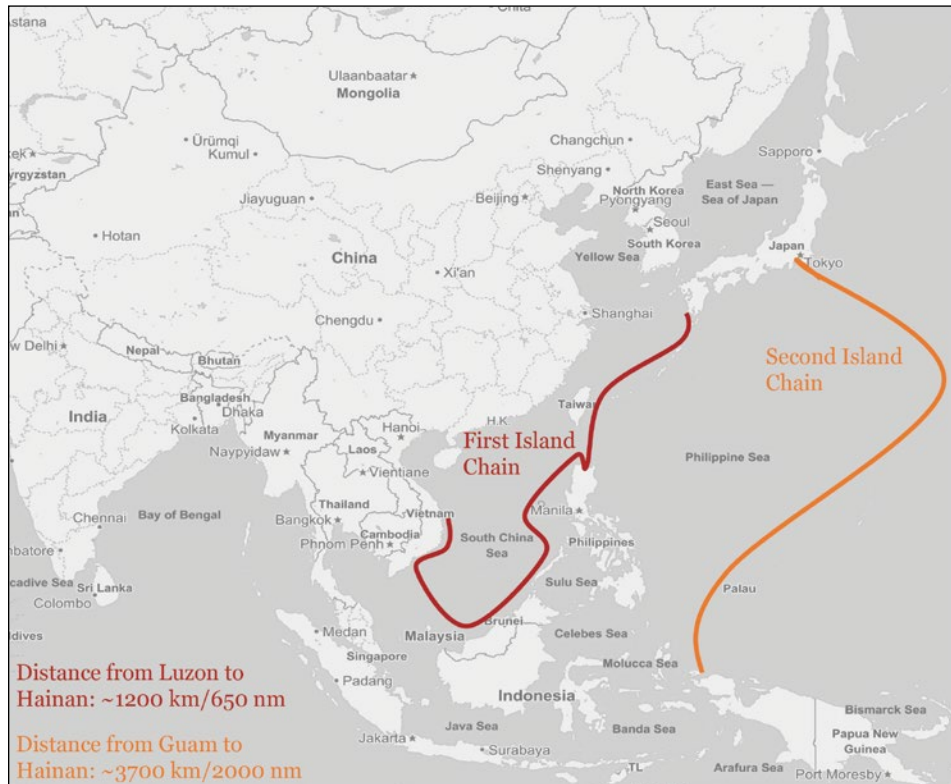 Astana
Chita
Ulaanbaatar
Mongolia
Ürümqi
Kumul
Changchun
Sapporo
Shenyang
Kyrgyzstan
North Korea
Pyongyang
East Sea —
Sea of Japan
Jiayuguan
Beijing
Seoul
South Korea
Hotan
Japan
Tokyo
China
Yellow Sea
Xi'an
Chengdu
Shanghai
New Delhi
Nepal
Bhutan
Second Island
Chain
Bangladesh
Dhaka
Taiwan
India
Kolkata
Myanmar
Hanoi
H.K.
First Island
Chain
Naypyidaw
Laos
Vientiane
Philippine Sea
Thailand
Vietnam
Manila
Bay of Bengal
Bangkok
Chennai
Cambodia
Phnom Penh
South China
Sea
Philippines
Sri Lanka
Colombo
Sulu Sea
Palau
Brunei
Medan
Malaysia
Celebes Sea
Singapore
Molucca Sea
Distance from Luzon to
Hainan: ~1200 km/650 nm
Padang
Indonesia
Bismarck Sea
Java Sea
Banda Sea
Papua New
Guinea
Distance from Guam to
Hainan: ~3700 km/2000 nm
Jakarta
Surabaya
TL
Arafura Sea
Port Moresby